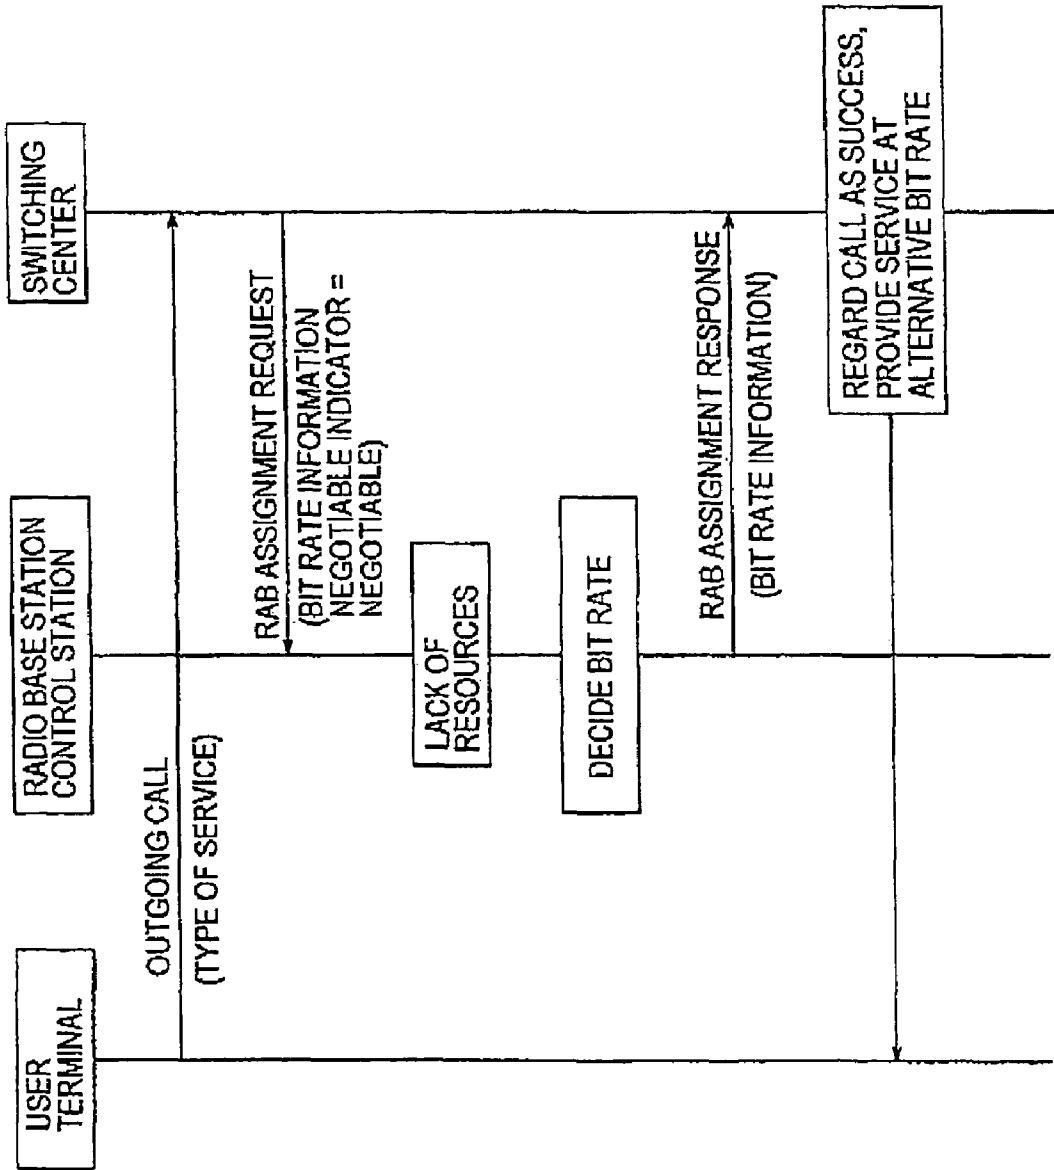 USER
TERMINAL
RADIO BASE STATION
CONTROL STATION
SWITCHING
CENTER
OUTGOING CALL
(TYPE OF SERVICE)
RAB ASSIGNMENT REQUEST
(BIT RATE INFORMATION
NEGOTIABLE INDICATOR =
NEGOTIABLE)
LACK OF
RESOURCES
DECIDE BIT RATE
RAB ASSIGNMENT RESPONSE
(BIT RATE INFORMATION)
REGARD CALL AS SUCCESS,
PROVIDE SERVICE AT
ALTERNATIVE BIT RATE